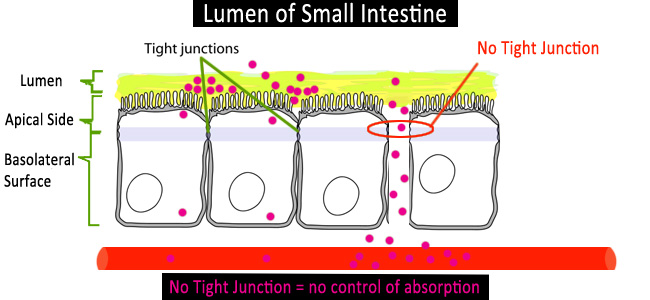 Lumen of Small Intestine
Tight junctions
No Tight Junction
Lumen
Apical Side
Basolateral
Surface
No Tight Junction = no control of absorption